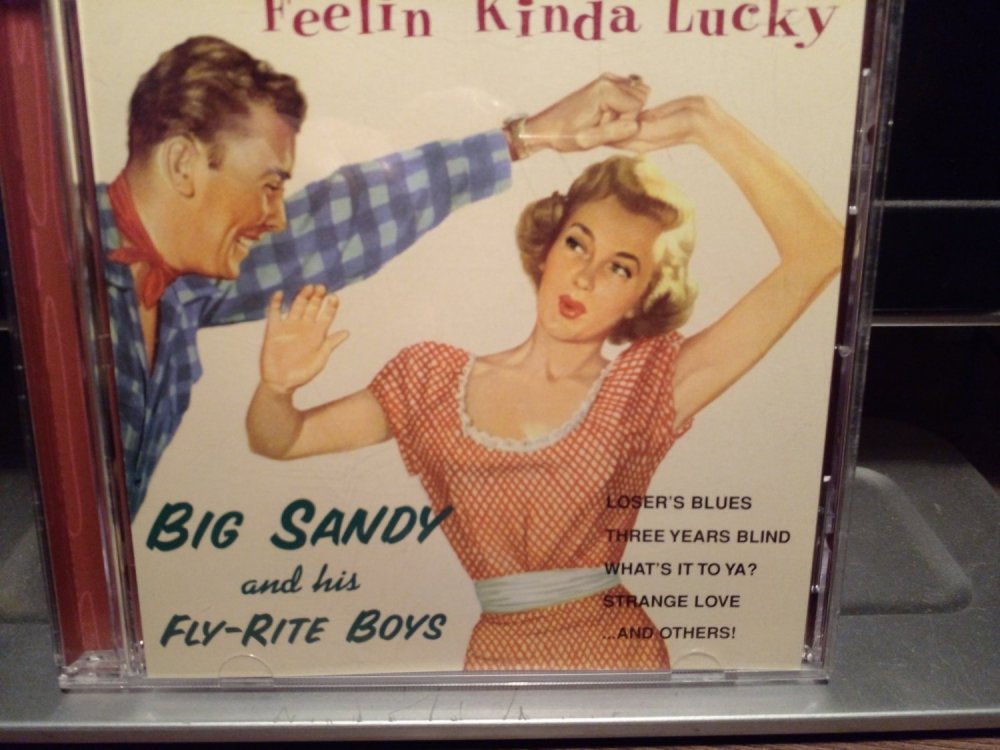 Feelin Kinda Lucky
BIG SANDY
and his
FLY-RITE BOYS
LOSER'S BLUES
THREE YEARS BLIND
WHAT'S IT TO YA?
STRANGE LOVE
...AND OTHERS!